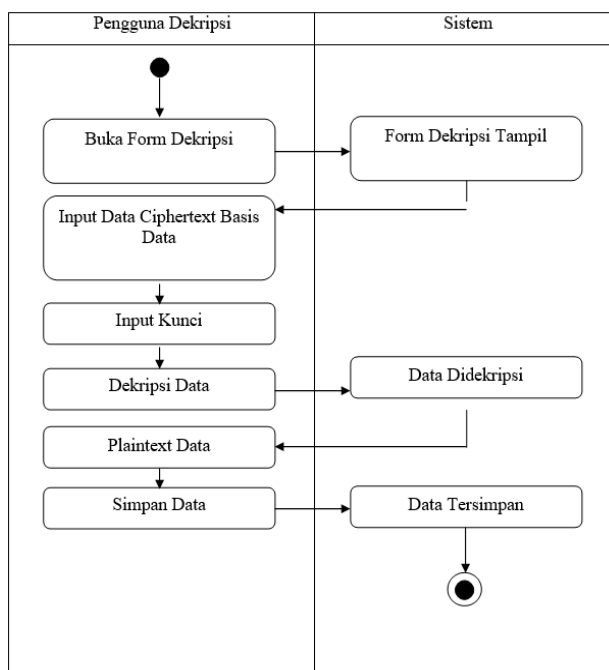 Pengguna Dekripsi
Sistem
Buka Form Dekripsi
Form Dekripsi Tampil
Input Data Ciphertext Basis
Data
Input Kunci
Dekripsi Data
Data Didekripsi
Plaintext Data
Simpan Data
Data Tersimpan